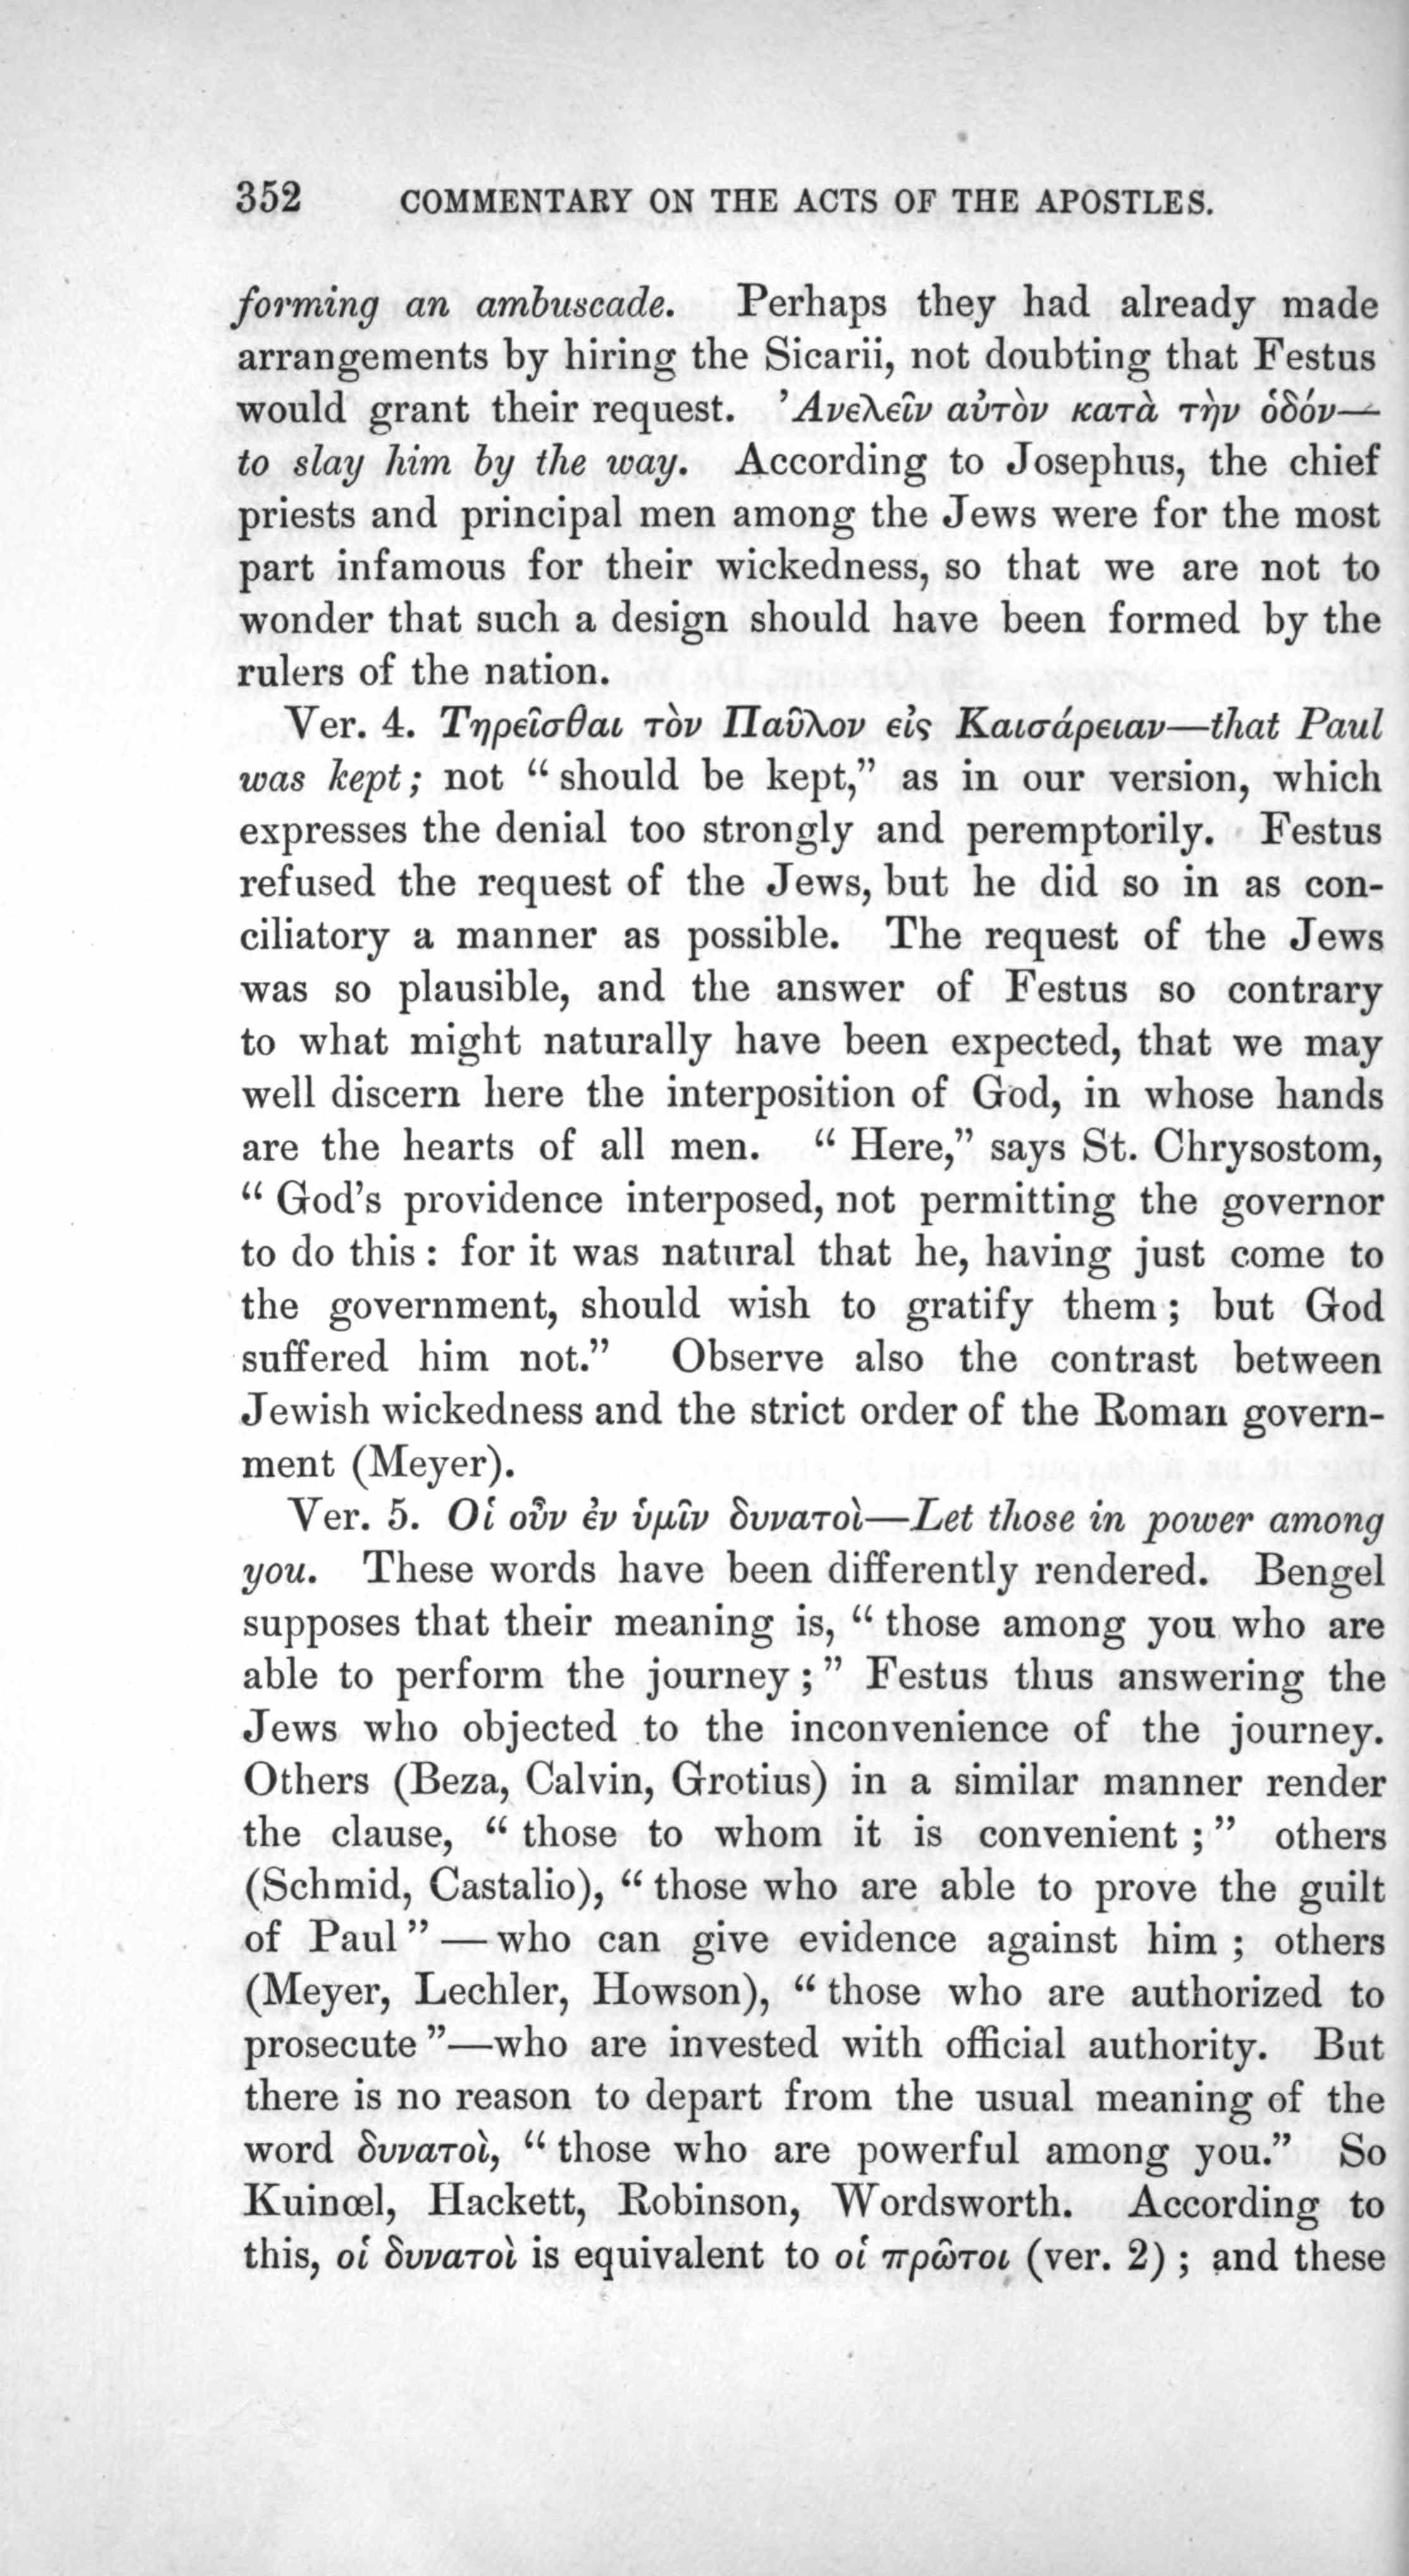 352 COMMENTARY ON THE ACTS OF THE APOSTLES.
forming an ambuscade. Perhaps they had already made
arrangements by hiring the Sicarii, not doubting that Festus
would grant their request. Ἀνελεῖν αὐτὸν κατὰ τὴν ὁδόν—
to slay him by the way. According to Josephus, the chief
priests and principal men among the Jews were for the most
part infamous for their wickedness, so that we are not to
wonder that such a design should have been formed by the
rulers of the nation.
Ver. 4. Τηρεῖσθαι τὸν Παῦλον εἰς Καισάρειαν—that Paul
was kept; not “ should be kept,” as in our version, which
expresses the denial too strongly and peremptorily. Festus
refused the request of the Jews, but he did so in as con-
ciliatory a manner as possible. The request of the Jews
was so plausible, and the answer of Festus so contrary
to what might naturally have been expected, that we may
well discern here the interposition of God, in whose hands
are the hearts of all men. “ Here,” says St. Chrysostom,
“ God's providence interposed, not permitting the governor
to do this : for it was natural that he, having just come to
the government, should wish to gratify them ; but God
suffered him not.” Observe also the contrast between
Jewish wickedness and the strict order of the Roman govern-
ment (Meyer).
Ver. 5. Οἱ οὖν ἐν ὑμῖν δυνατοὶ—Let those in power among
you. These words have been differently rendered. Bengel
supposes that their meaning is, “ those among you who are
able to perform the journey ; ” Festus thus answering the
Jews who objected to the inconvenience of the journey.
Others (Beza, Calvin, Grotius) in a similar manner render
the clause, “ those to whom it is convenient ; ” others
(Schmid, Castalio), “ those who are able to prove the guilt
of Paul ” — who can give evidence against him ; others
(Meyer, Lechler, Howson), “ those who are authorized to
prosecute ”—who are invested with official authority. But
there is no reason to depart from the usual meaning of the
word δυνατοὶ, “ those who are powerful among you.” So
Kuinœl, Hackett, Robinson, Wordsworth. According to
this, οἱ δυνατοὶ is equivalent to οἱ πρῶτοι (ver. 2) ; and these